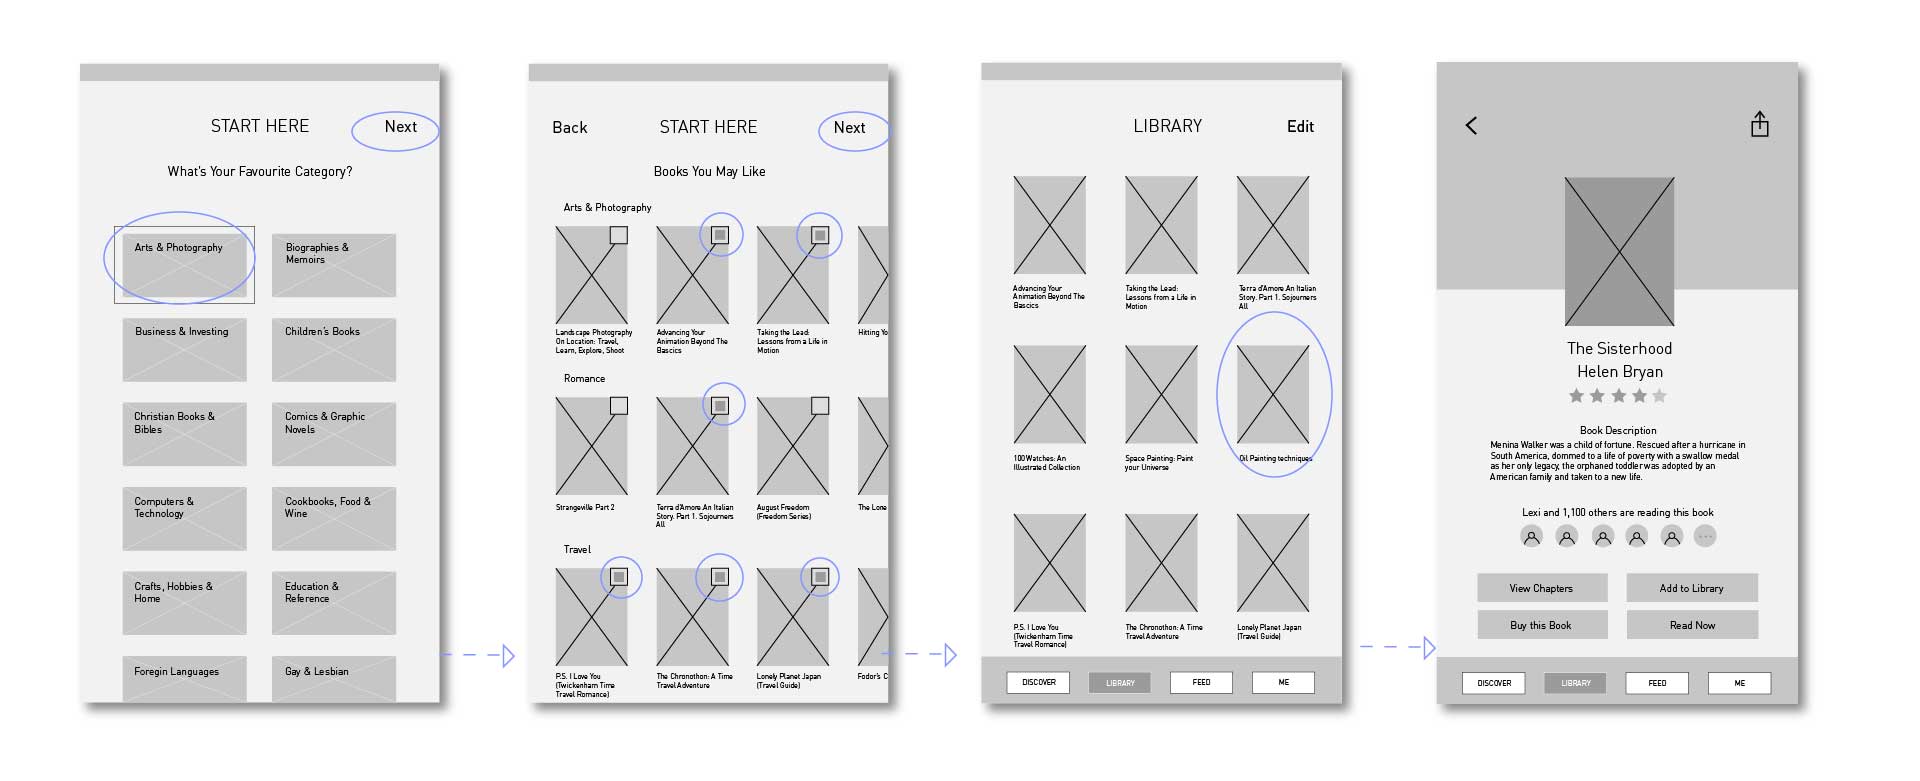 START HERE
Next
What's Your Favourite Category?
Arts & Photography
Biographies &
Memoirs
Business & Investing
Children's Books
Christian Books &
Bibles
Comics & Graphic
Novels
Computers &
Technology
Cookbooks, Food &
Wine
Crafts, Hobbies &
Home
Education &
Reference
Foregin Languages
Gay & Lesbian
Back
START HERE
Next
Books You May Like
Arts & Photography
Landscape Photography
On Location: Travel,
Learn, Explore, Shoot
Advancing Your
Animation Beyond The
Bascics
Taking the Lead:
Lessons from a Life in
Motion
Hitting Yo
Romance
Strangeville Part 2
Terra d'Amore.An Italian
Story. Part 1. Sojourners
All
August Freedom
(Freedom Series)
The Lone
Travel
P.S. I Love You
(Twickenham Time
Travel Romance)
The Chronothon: A Time
Travel Adventure
Lonely Planet Japan
(Travel Guide)
Fodor's C
LIBRARY
Edit
Advancing Your
Animation Beyond The
Bascics
Taking the Lead:
Lessons from a Life in
Motion
Terra d'Amore An Italian
Story. Part 1. Sojourners
All
100 Watches: An
Illustrated Collection
Space Painting: Paint
your Universe
Oil Painting techniques
P.S. I Love You
(Twickenham Time
Travel Romance)
The Chronothon: A Time
Travel Adventure
Lonely Planet Japan
(Travel Guide)
DISCOVER
LIBRARY
FEED
ME
The Sisterhood
Helen Bryan
Book Description
Menina Walker was a child of fortune. Rescued after a hurricane in
South America, dommed to a life of poverty with a swallow medal
as her only legacy, the orphaned toddler was adopted by an
American family and taken to a new life.
Lexi and 1,100 others are reading this book
View Chapters
Add to Library
Buy this Book
Read Now
DISCOVER
LIBRARY
FEED
ME